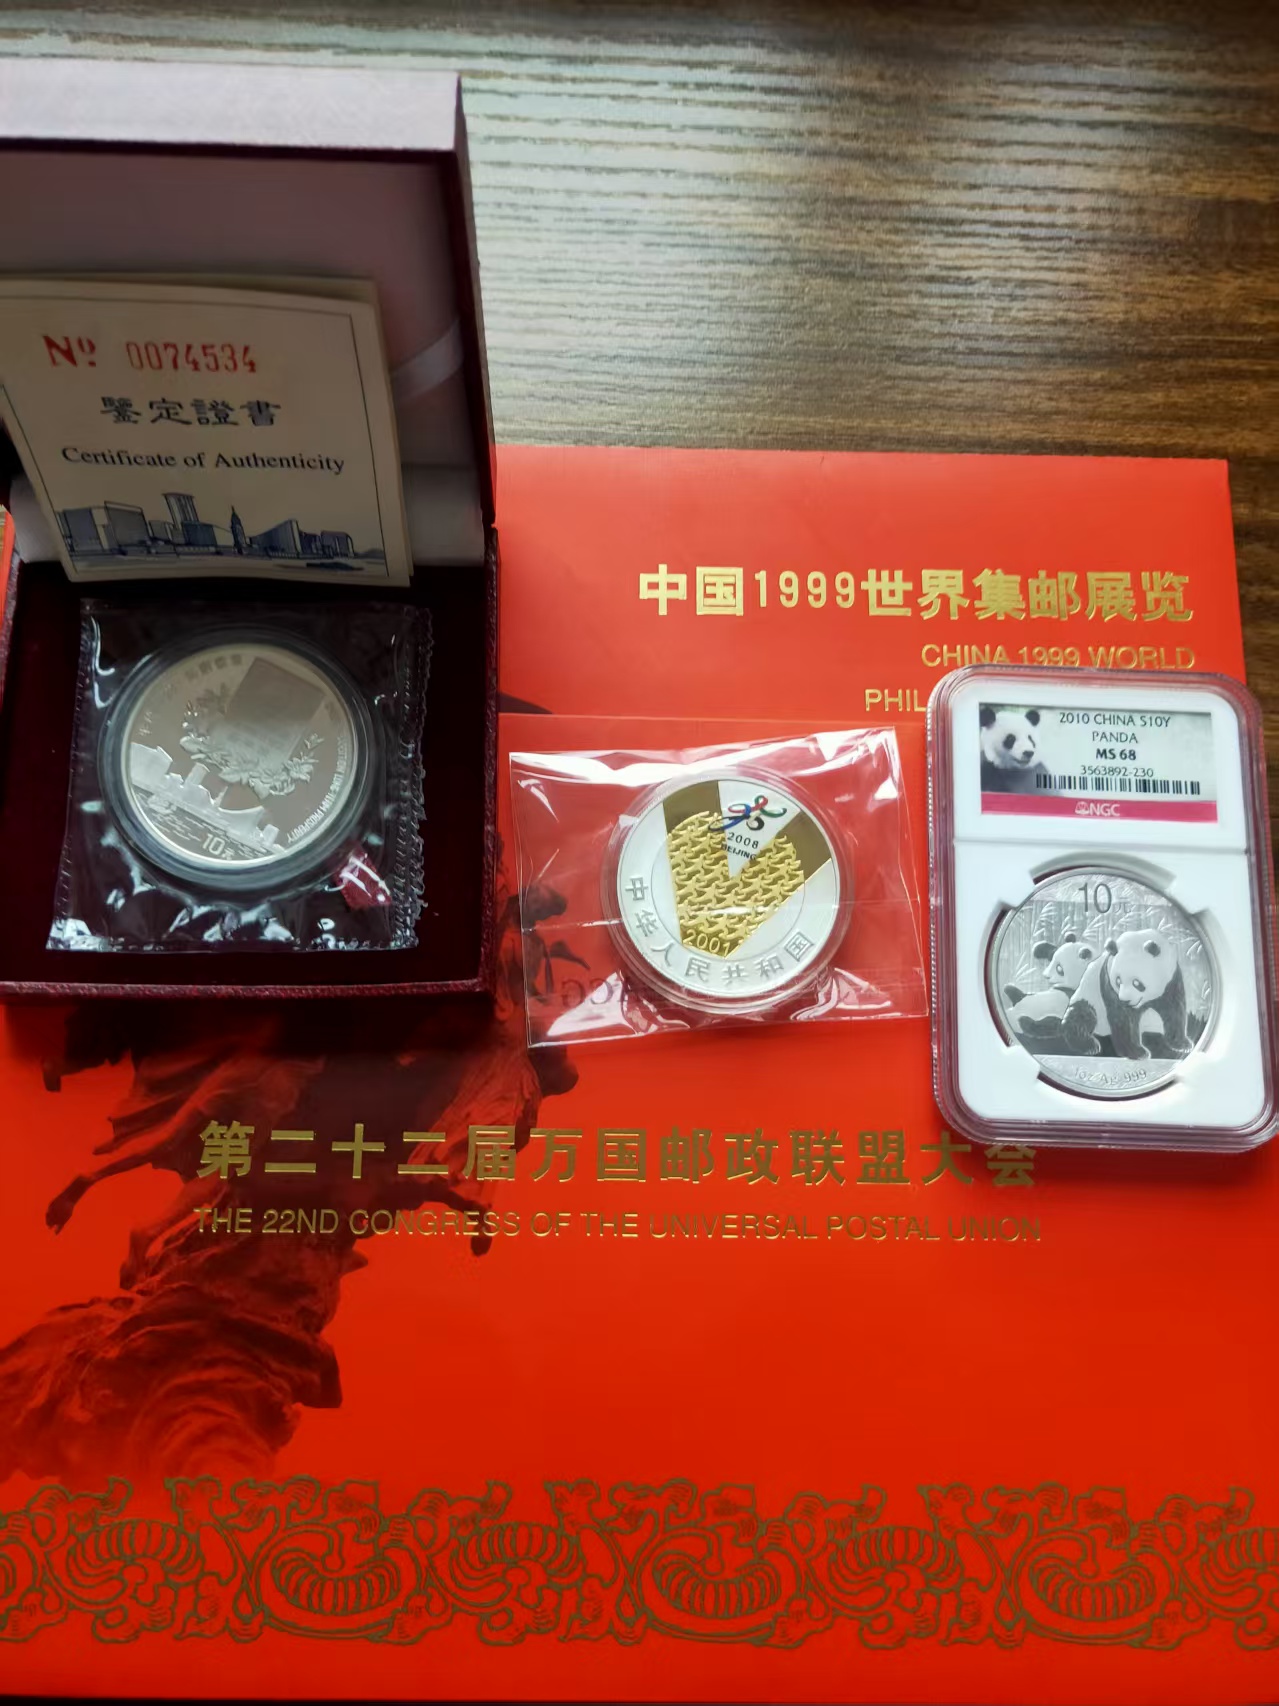 Nº 0074534
鑒定證書
Certificate of Authenticity
10元
PROSPERITY
中国1999世界集邮展览
CHINA 1999 WORLD
PHIL
2008
BEIJING
2001
中华人民共和国
2010 CHINA S10Y
PANDA
MS 68
3563892-230
NGC
10元
1oz Ag .999
第二十二届万国邮政联盟大会
THE 22ND CONGRESS OF THE UNIVERSAL POSTAL UNION